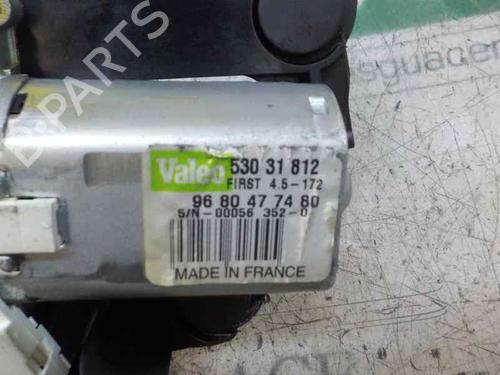 B-PARTS
Valeo 530 31 812
FIRST 4.5-172
96 80 47 74 80
S/N-00056 352-0
MADE IN FRANCE